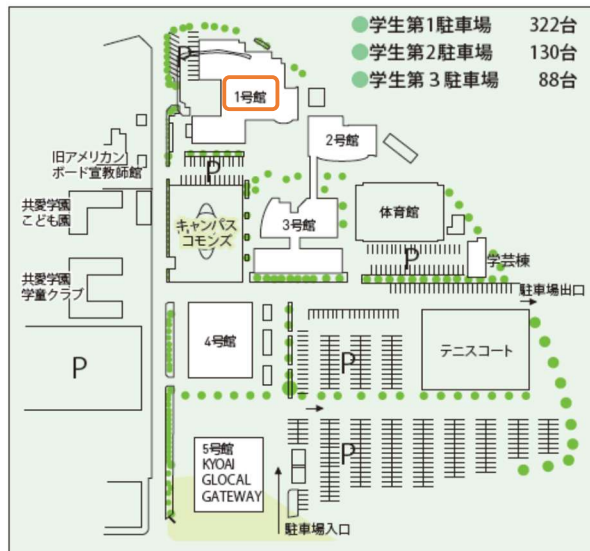 ●学生第1駐車場 322台
●学生第2駐車場 130台
●学生第3駐車場 88台
P
1号館
2号館
旧アメリカン
ボード宣教師館
P
共愛学園
こども園
キャンパス
コモンズ
3号館
体育館
P
学芸棟
共愛学園
学童クラブ
駐車場出口
4号館
P
P
テニスコート
5号館
KYOAI
GLOCAL
GATEWAY
P
駐車場入口